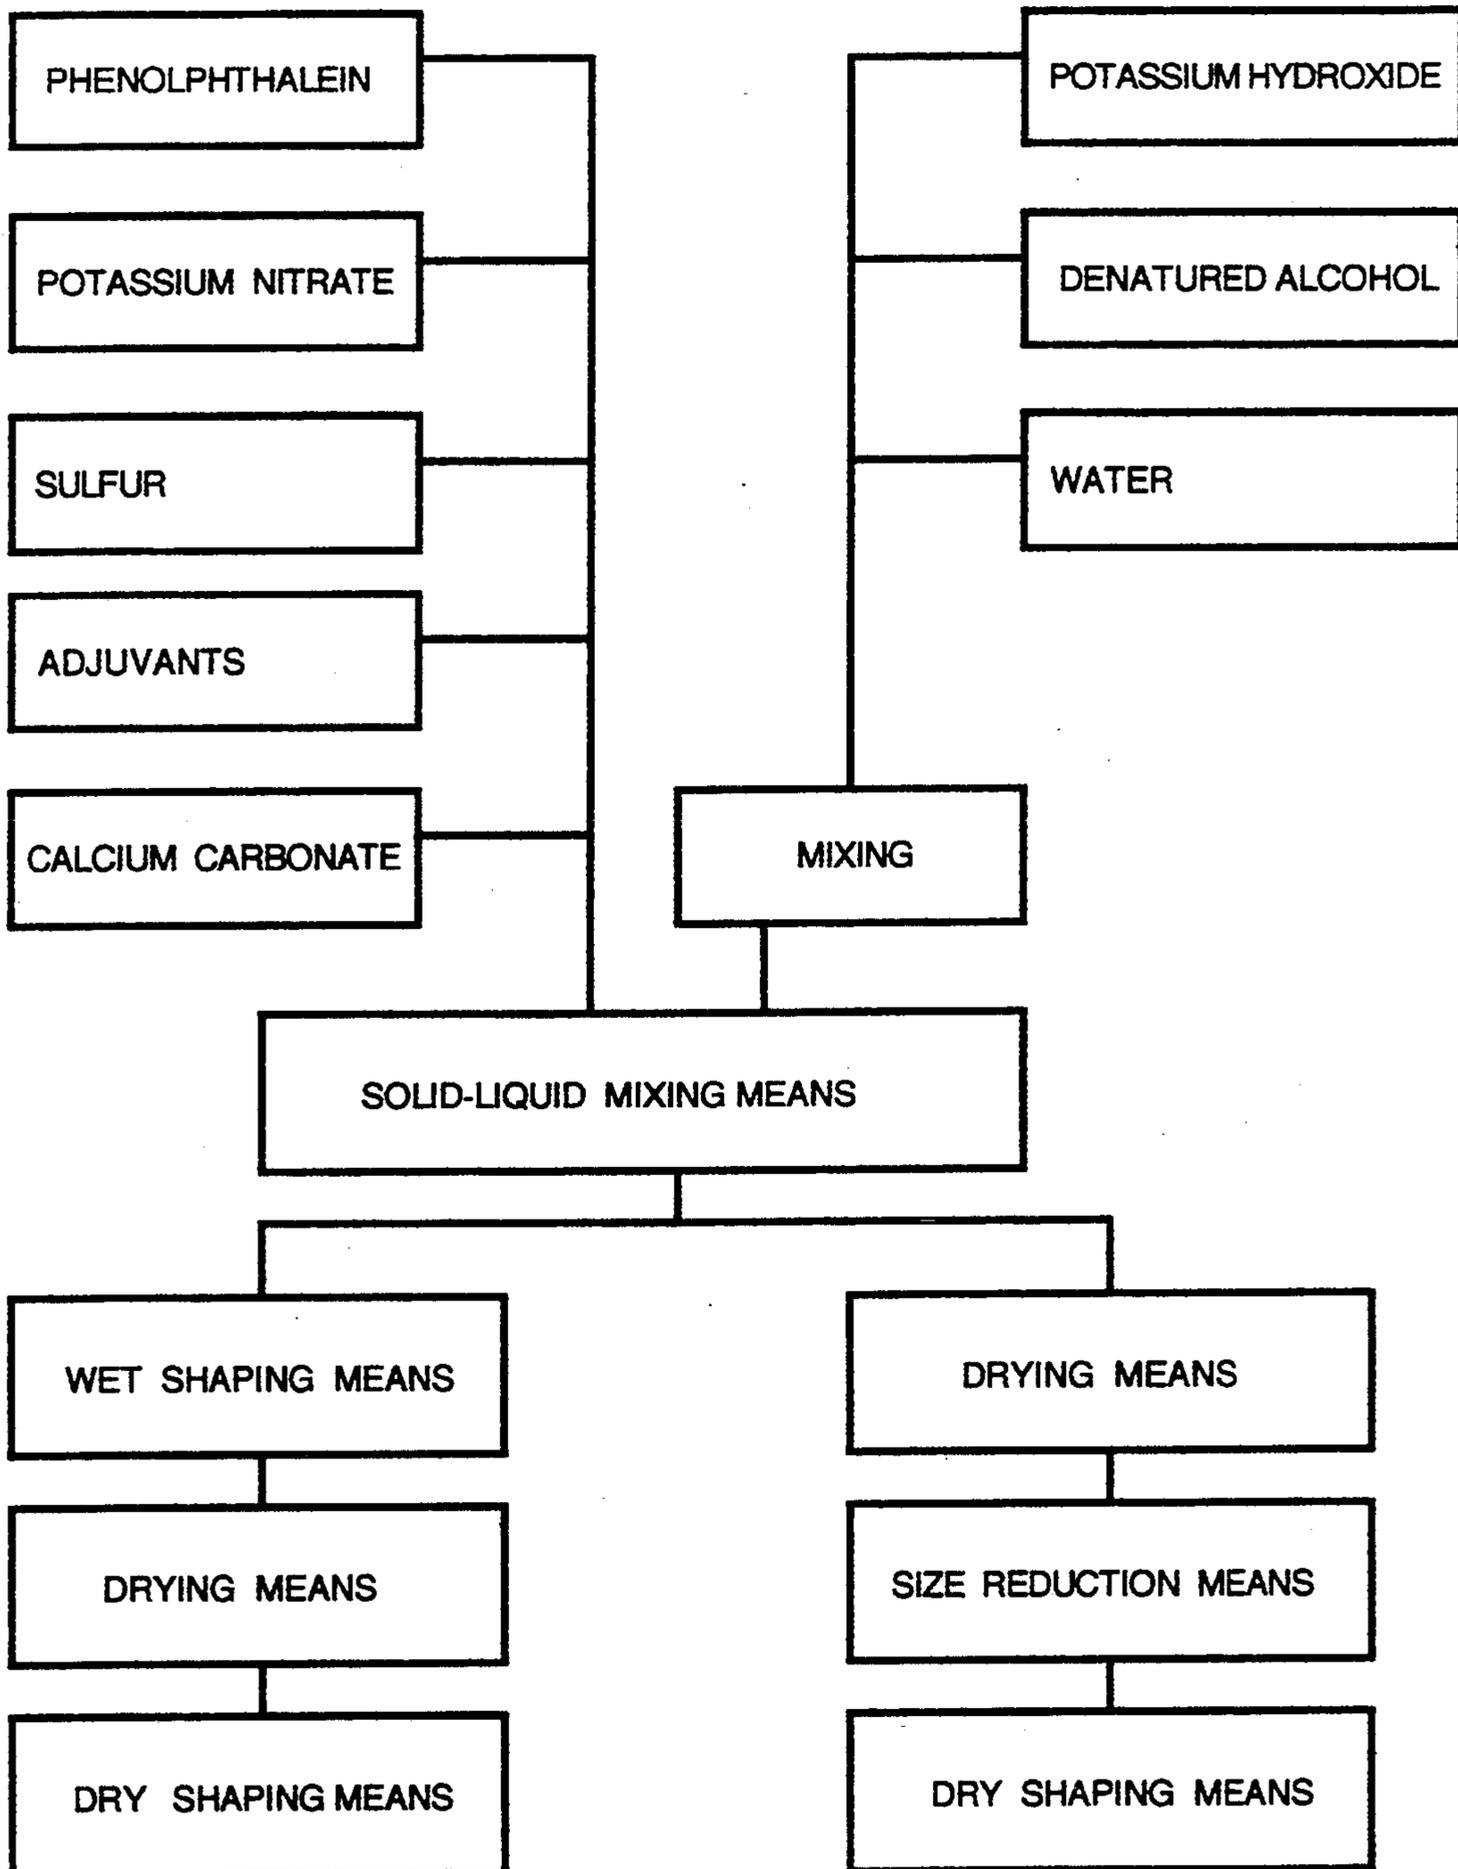 PHENOLPHTHALEIN
POTASSIUM HYDROXIDE
POTASSIUM NITRATE
DENATURED ALCOHOL
SULFUR
WATER
ADJUVANTS
CALCIUM CARBONATE
MIXING
SOLID-LIQUID MIXING MEANS
WET SHAPING MEANS
DRYING MEANS
DRYING MEANS
SIZE REDUCTION MEANS
DRY SHAPING MEANS
DRY SHAPING MEANS